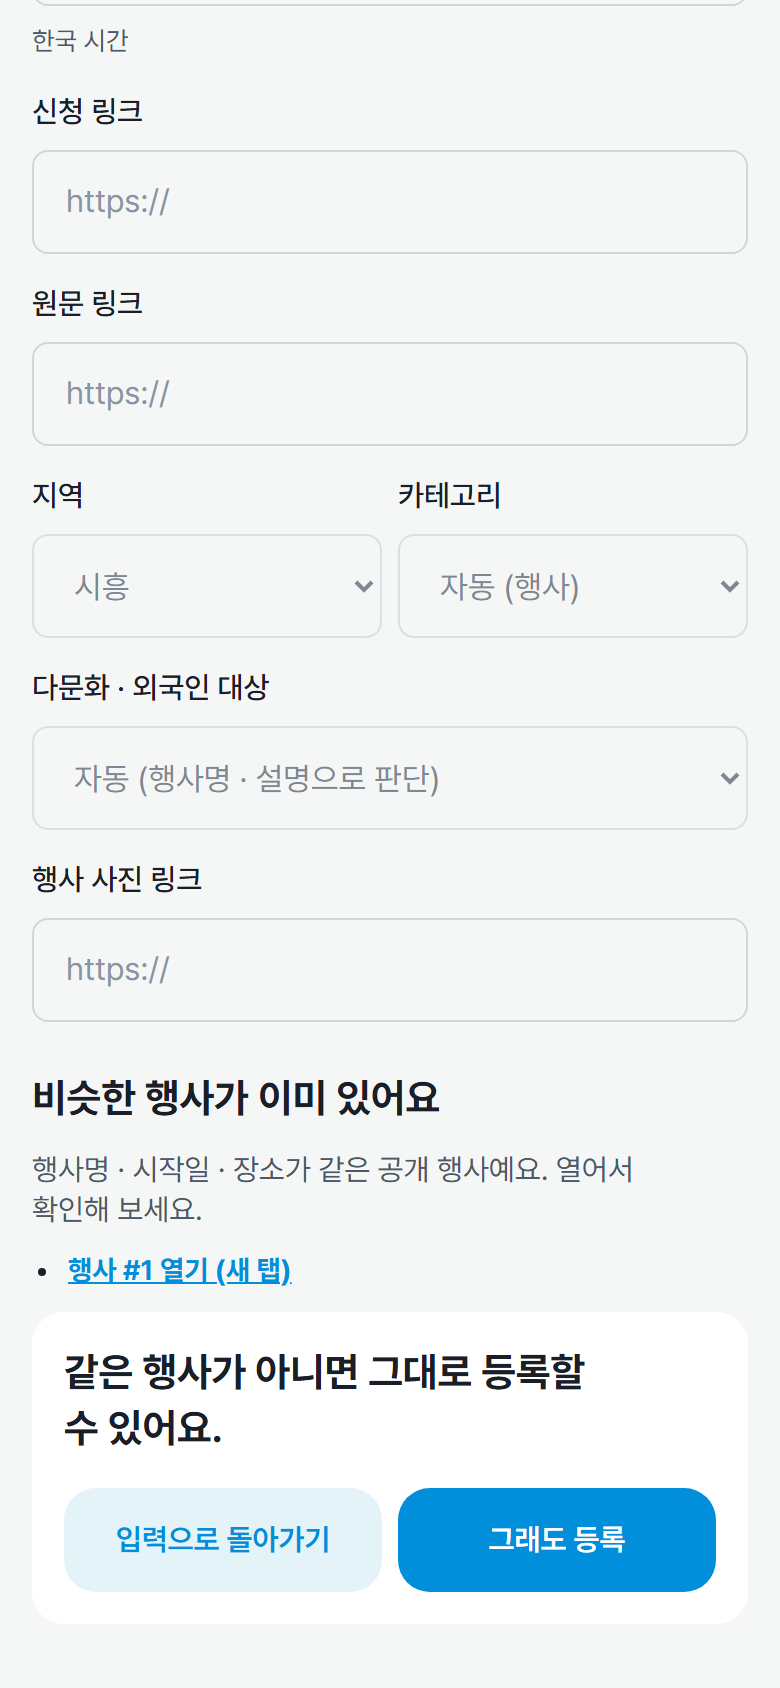 한국 시간
신청 링크
https://
원문 링크
https://
지역
카테고리
시흥
자동 (행사)
다문화 · 외국인 대상
자동 (행사명 · 설명으로 판단)
행사 사진 링크
https://
비슷한 행사가 이미 있어요
행사명 · 시작일 · 장소가 같은 공개 행사예요. 열어서
확인해 보세요.
• 행사 #1 열기 (새 탭)
같은 행사가 아니면 그대로 등록할
수 있어요.
입력으로 돌아가기
그래도 등록